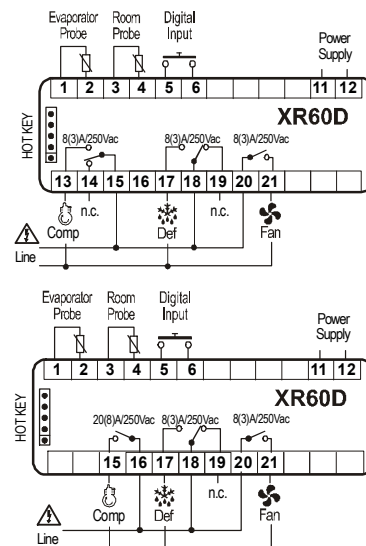 Evaporator Room Digital
Probe Probe Input
Power
Supply
1 2 3 4 5 6 11 12
XR60D
HOT KEY
8(3)A/250Vac 8(3)A/250Vac 8(3)A/250Vac
13 14 15 16 17 18 19 20 21
n.c. n.c.
Comp Def Fan
Line
Evaporator Room Digital
Probe Probe Input
Power
Supply
1 2 3 4 5 6 11 12
XR60D
HOT KEY
20(8)A/250Vac 8(3)A/250Vac 8(3)A/250Vac
15 16 17 18 19 20 21
n.c.
Comp Def Fan
Line